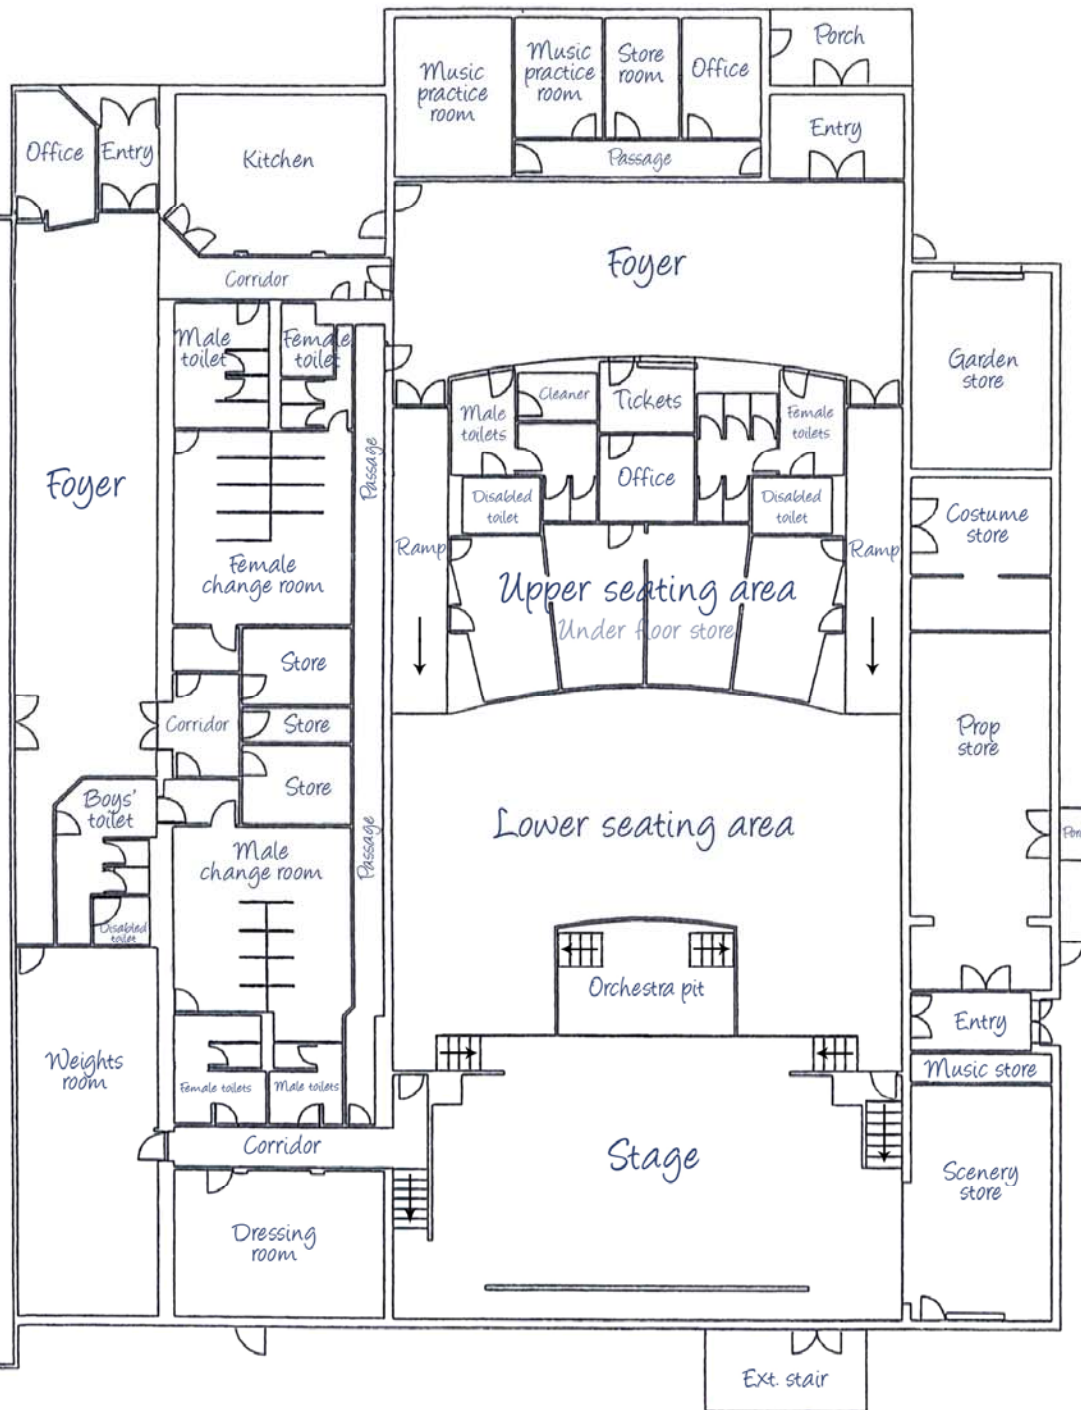 Porch
Music
practice
room
Music
practice
room
Store
room
Office
Entry
Office
Entry
Kitchen
Passage
Foyer
Corridor
Male
toilet
Female
toilet
Garden
store
Cleaner
Tickets
Male
toilets
Female
toilets
Passage
Foyer
Office
Disabled
toilet
Disabled
toilet
Costume
store
Ramp
Ramp
Female
change room
Upper seating area
Under floor store
Store
Corridor
Store
Prop
store
Store
Boys'
toilet
Lower seating area
Passage
Male
change room
Disabled
toilet
Orchestra pit
Entry
Weights
room
Music store
Female toilets
Male toilets
Corridor
Stage
Scenery
store
Dressing
room
Ext. stair